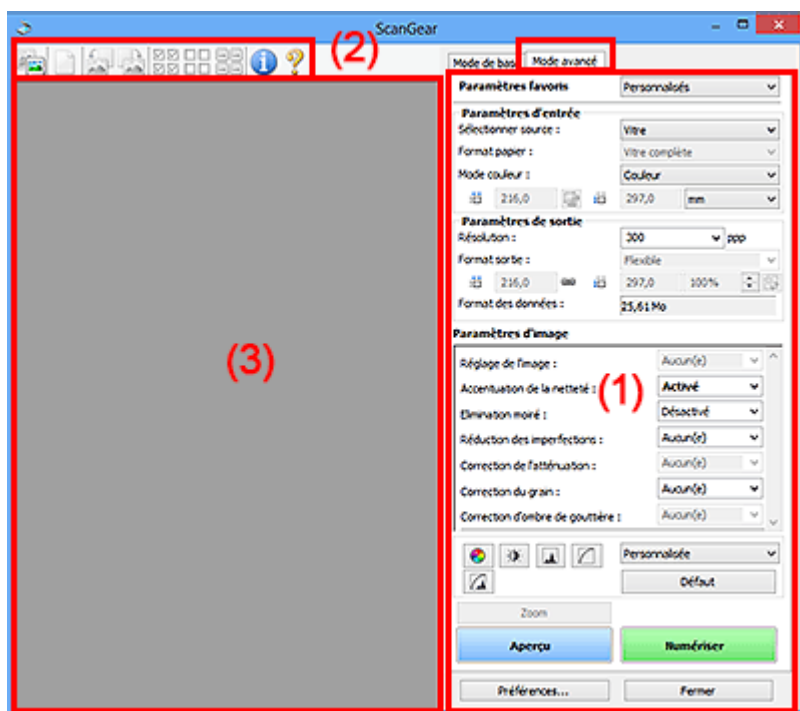 ScanGear
(2)
Mode de base Mode avancé
Paramètres favoris Personnalisés
Paramètres d'entrée
Sélectionner source : Vitre
Format papier : Vitre complète
Mode couleur : Couleur
216,0 297,0 mm
Paramètres de sortie
Résolution : 300 ppp
Format sortie : Flexible
216,0 297,0 100%
Format des données : 25,61 Mo
Paramètres d'image
(3)
Réglage de l'image : Aucun(e)
(1)
Accentuation de la netteté : Activé
Elimination moiré : Désactivé
Réduction des imperfections : Aucun(e)
Correction de l'atténuation : Aucun(e)
Correction du grain : Aucun(e)
Correction d'ombre de gouttière : Aucun(e)
Personnalisée
Défaut
Zoom
Aperçu Numériser
Préférences... Fermer